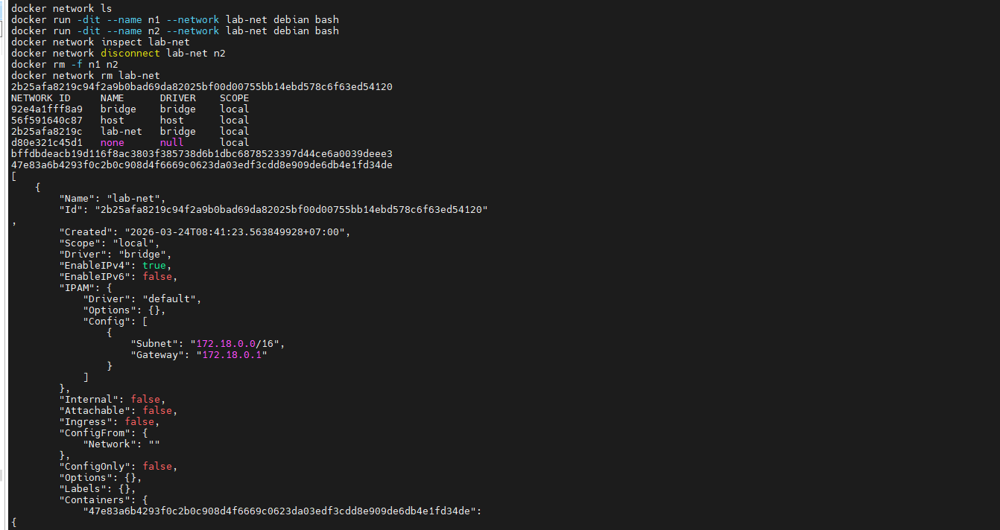 docker network ls
docker run -dit --name n1 --network lab-net debian bash
docker run -dit --name n2 --network lab-net debian bash
docker network inspect lab-net
docker network disconnect lab-net n2
docker rm -f n1 n2
docker network rm lab-net
2b25afa8219c94f2a9b0bad69da82025bf00d00755bb14ebd578c6f63ed54120
NETWORK ID     NAME      DRIVER    SCOPE
92e4a1fff8a9   bridge    bridge    local
56f591640c87   host      host      local
2b25afa8219c   lab-net   bridge    local
d80e321c45d1   none      null      local
bffdbdeacb19d116f8ac3803f385738d6b1dbc6878523397d44ce6a0039deee3
47e83a6b4293f0c2b0c908d4f6669c0623da03edf3cdd8e909de6db4e1fd34de
[
    {
        "Name": "lab-net",
        "Id": "2b25afa8219c94f2a9b0bad69da82025bf00d00755bb14ebd578c6f63ed54120"
,
        "Created": "2026-03-24T08:41:23.563849928+07:00",
        "Scope": "local",
        "Driver": "bridge",
        "EnableIPv4": true,
        "EnableIPv6": false,
        "IPAM": {
            "Driver": "default",
            "Options": {},
            "Config": [
                {
                    "Subnet": "172.18.0.0/16",
                    "Gateway": "172.18.0.1"
                }
            ]
        },
        "Internal": false,
        "Attachable": false,
        "Ingress": false,
        "ConfigFrom": {
            "Network": ""
        },
        "ConfigOnly": false,
        "Options": {},
        "Labels": {},
        "Containers": {
            "47e83a6b4293f0c2b0c908d4f6669c0623da03edf3cdd8e909de6db4e1fd34de":
{